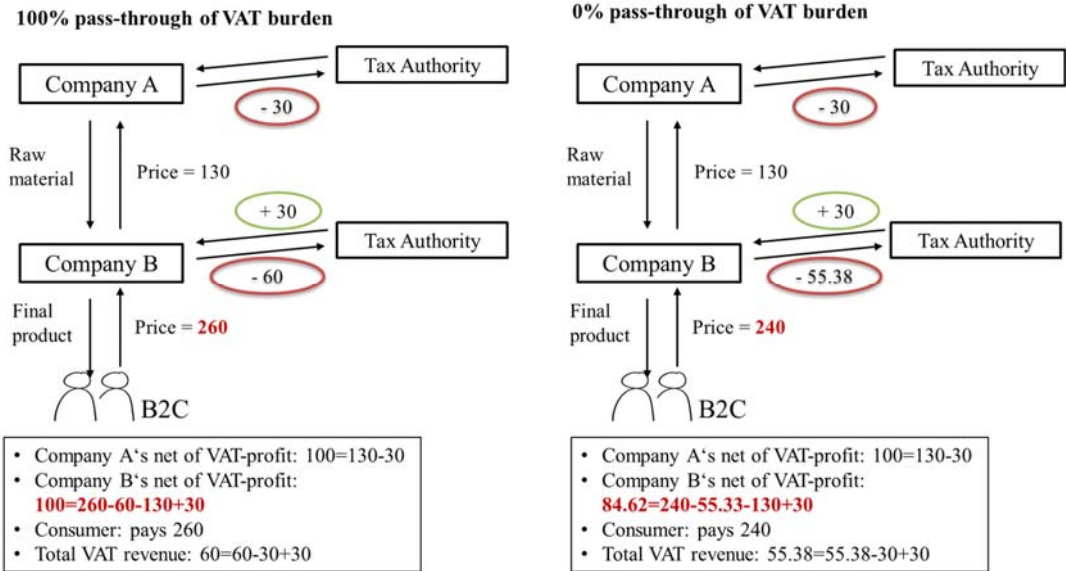 100% pass-through of VAT burden
Company A
Tax Authority
- 30
Raw
material
Price = 130
+ 30
Company B
Tax Authority
- 60
Final
product
Price = 260
B2C
• Company A‘s net of VAT-profit: 100=130-30
• Company B‘s net of VAT-profit:
100=260-60-130+30
• Consumer: pays 260
• Total VAT revenue: 60=60-30+30
0% pass-through of VAT burden
Company A
Tax Authority
- 30
Raw
material
Price = 130
+ 30
Company B
Tax Authority
- 55.38
Final
product
Price = 240
B2C
• Company A‘s net of VAT-profit: 100=130-30
• Company B‘s net of VAT-profit:
84.62=240-55.33-130+30
• Consumer: pays 240
• Total VAT revenue: 55.38=55.38-30+30